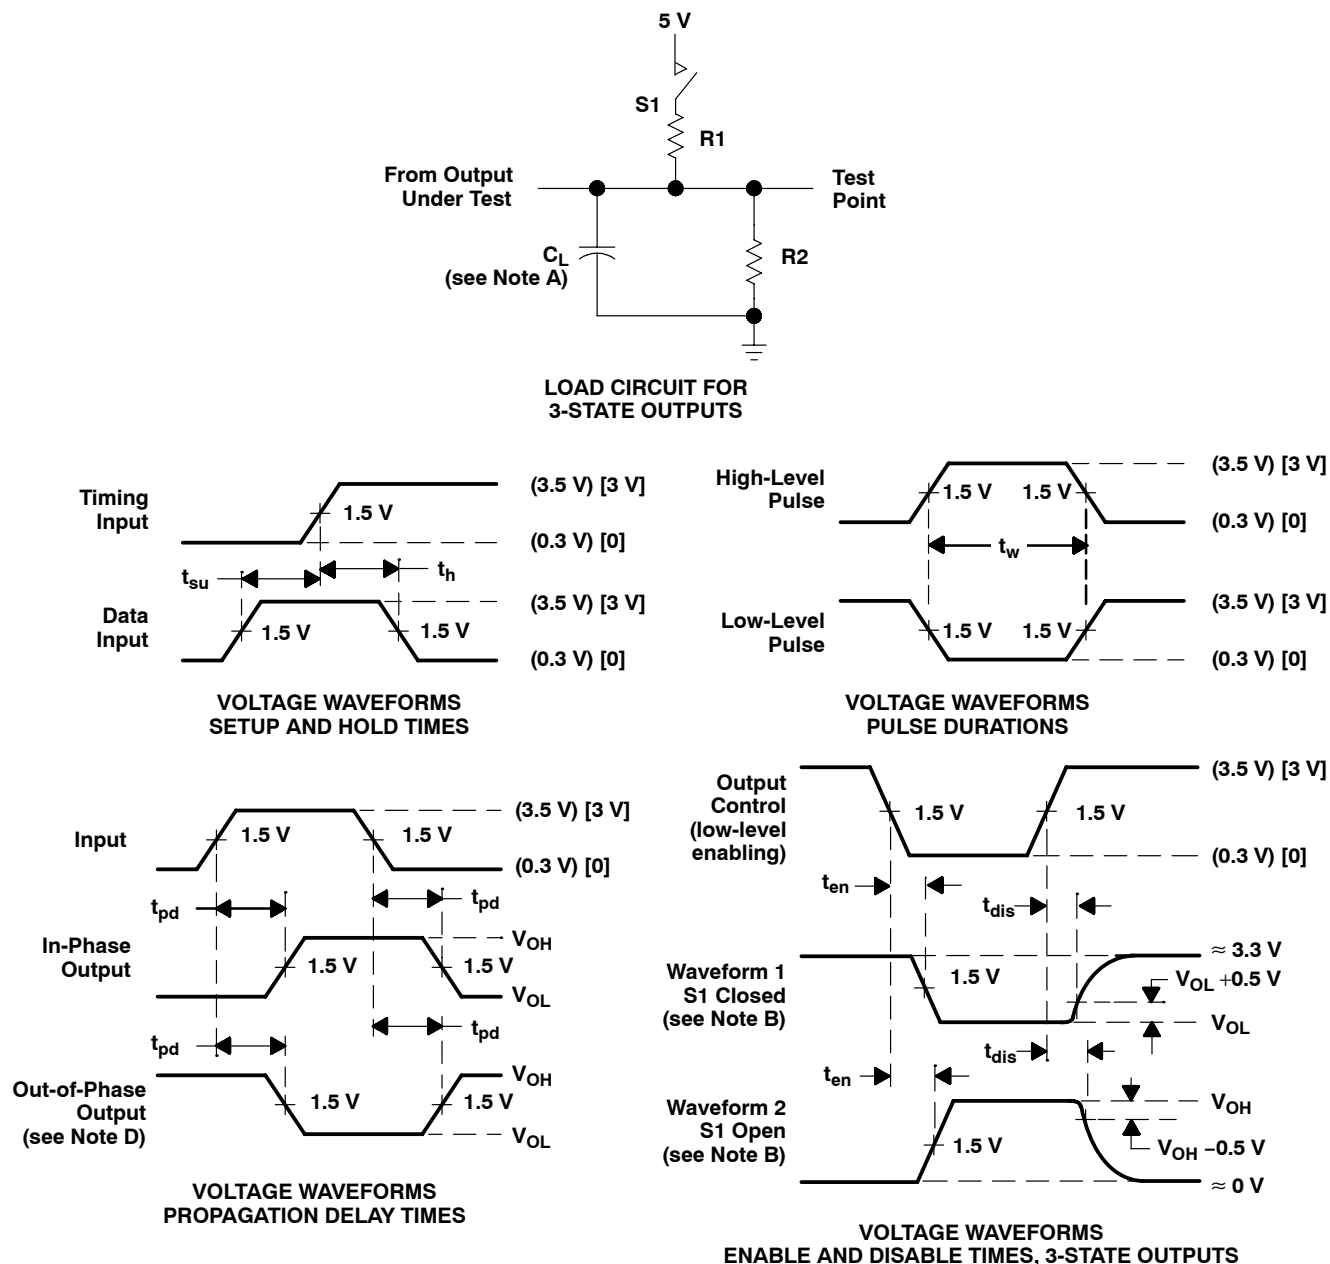 5 V
S1
R1
From Output
Under Test
Test
Point
CL
(see Note A)
R2
LOAD CIRCUIT FOR
3-STATE OUTPUTS
Timing
Input
1.5 V
(3.5 V) [3 V]
(0.3 V) [0]
tsu
th
Data
Input
1.5 V
1.5 V
(3.5 V) [3 V]
(0.3 V) [0]
VOLTAGE WAVEFORMS
SETUP AND HOLD TIMES
High-Level
Pulse
1.5 V
1.5 V
(3.5 V) [3 V]
(0.3 V) [0]
tw
Low-Level
Pulse
1.5 V
1.5 V
(3.5 V) [3 V]
(0.3 V) [0]
VOLTAGE WAVEFORMS
PULSE DURATIONS
Input
1.5 V
1.5 V
(3.5 V) [3 V]
(0.3 V) [0]
tpd
tpd
In-Phase
Output
1.5 V
1.5 V
VOH
VOL
tpd
tpd
Out-of-Phase
Output
(see Note D)
1.5 V
1.5 V
VOH
VOL
VOLTAGE WAVEFORMS
PROPAGATION DELAY TIMES
Output
Control
(low-level
enabling)
1.5 V
1.5 V
(3.5 V) [3 V]
(0.3 V) [0]
ten
tdis
Waveform 1
S1 Closed
(see Note B)
1.5 V
≈ 3.3 V
VOL +0.5 V
VOL
tdis
ten
Waveform 2
S1 Open
(see Note B)
1.5 V
VOH
VOH −0.5 V
≈ 0 V
VOLTAGE WAVEFORMS
ENABLE AND DISABLE TIMES, 3-STATE OUTPUTS